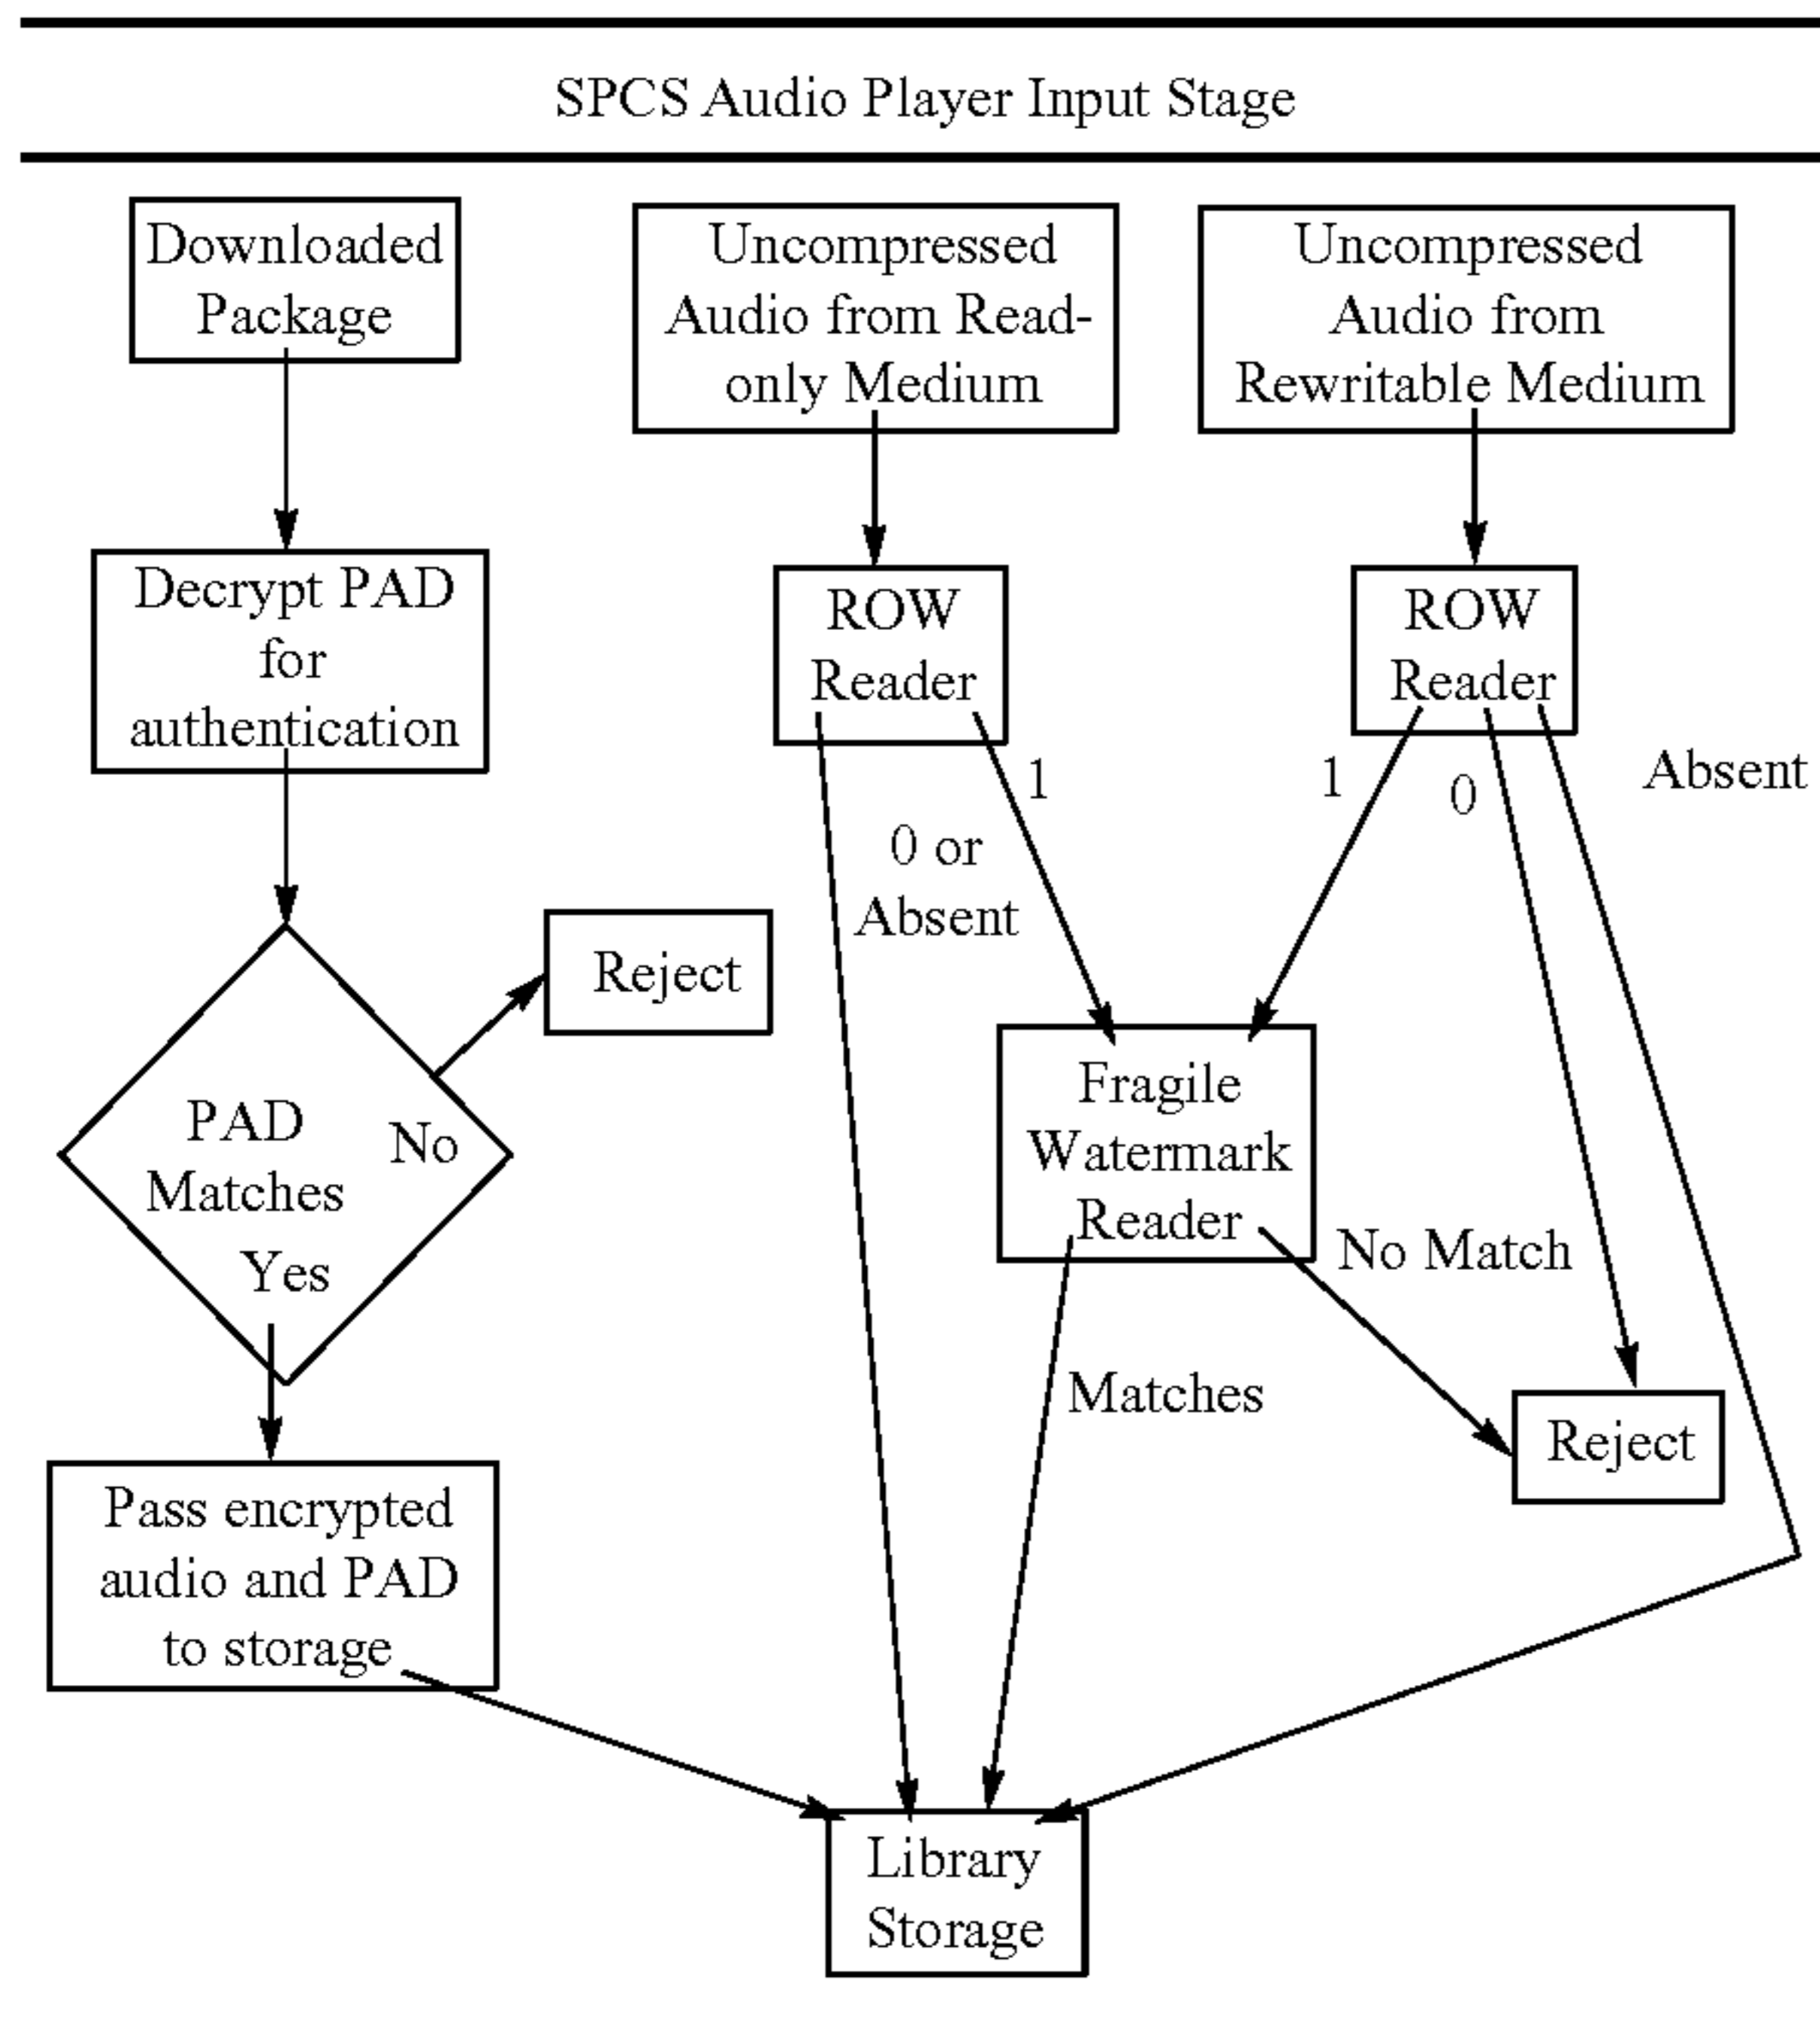 SPCS Audio Player Input Stage
Downloaded
Package
Uncompressed
Audio from Read-
only Medium
Uncompressed
Audio from
Rewritable Medium
Decrypt PAD
for
authentication
ROW
Reader
ROW
Reader
1
0 or
Absent
1
0
Absent
Reject
PAD
Matches
No
Yes
Fragile
Watermark
Reader
No Match
Matches
Reject
Pass encrypted
audio and PAD
to storage
Library
Storage